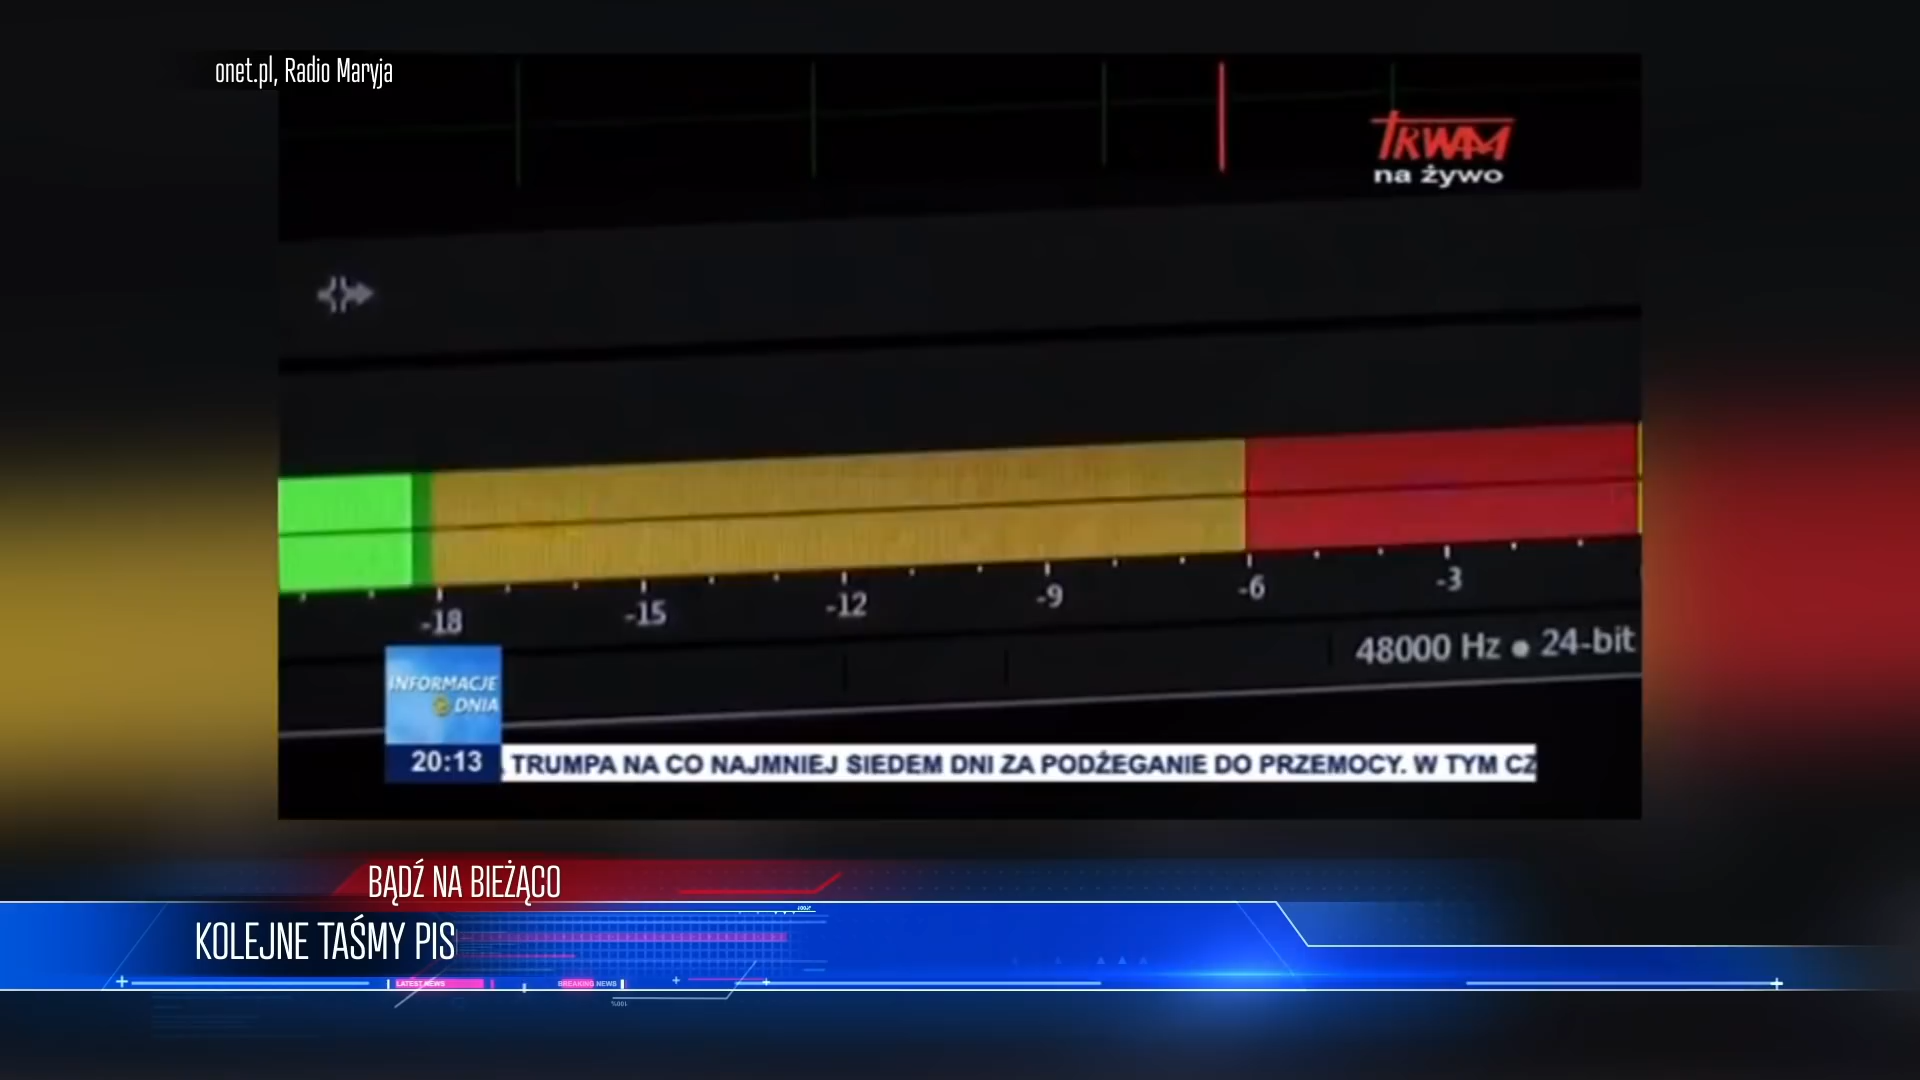 onet.pl, Radio Maryja
TRWAM
na żywo
-18
-15
-12
-9
-6
-3
48000 Hz ● 24-bit
INFORMACJE
DNIA
20:13
TRUMPA NA CO NAJMNIEJ SIEDEM DNI ZA PODŻEGANIE DO PRZEMOCY. W TYM CZ
BĄDŹ NA BIEŻĄCO
KOLEJNE TAŚMY PIS
LATEST NEWS
BREAKING NEWS